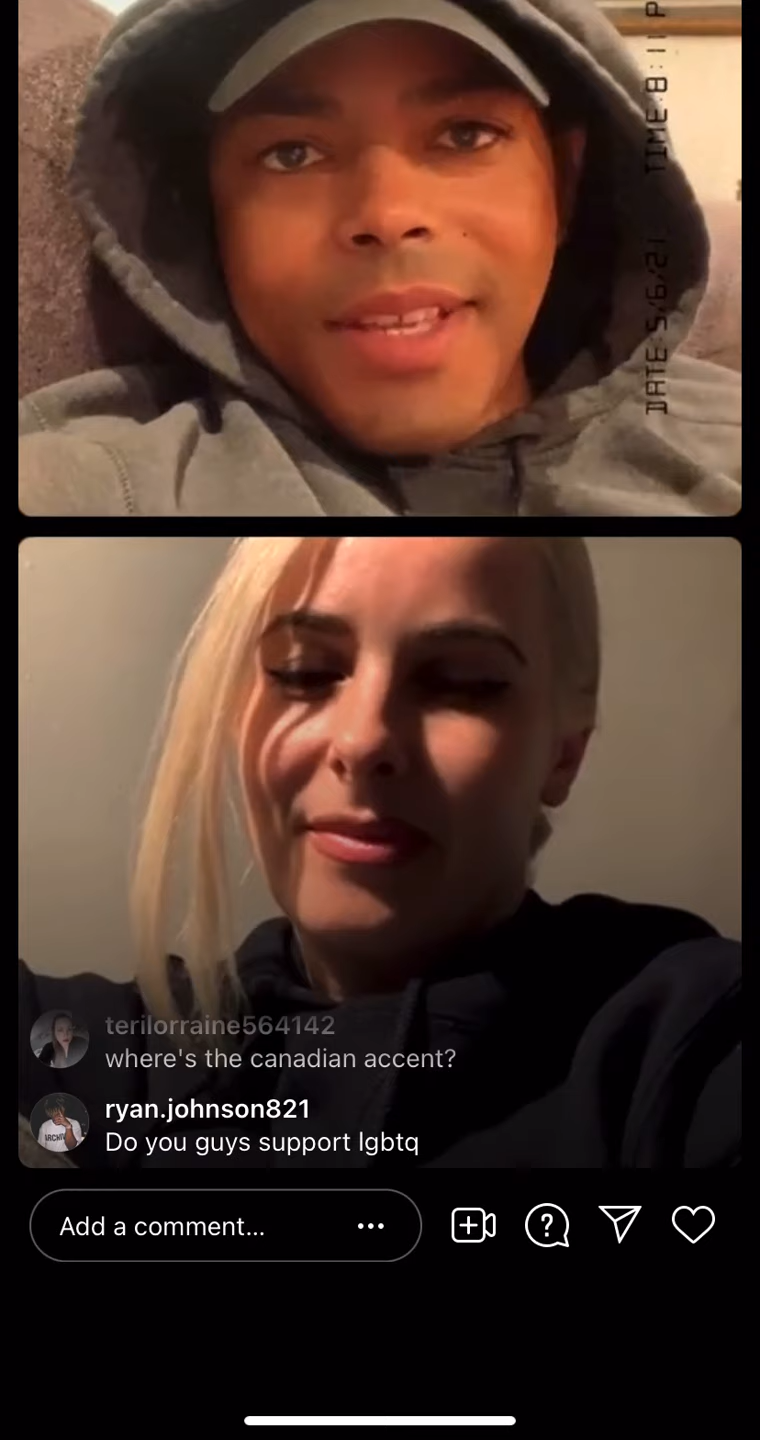 DATE:5/6/21 TIME:8:11 P
terilorraine564142
where's the canadian accent?
ryan.johnson821
Do you guys support lgbtq
Add a comment...